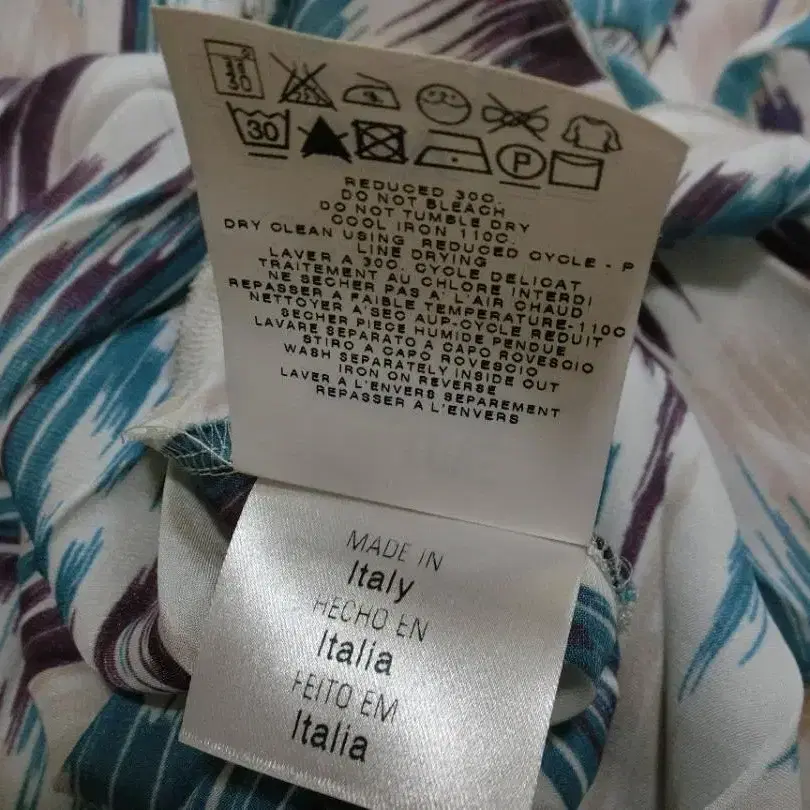 30
P
REDUCED 30C.
DO NOT BLEACH
DO NOT TUMBLE DRY
COOL IRON 110C.
DRY CLEAN USING REDUCED CYCLE - P
LINE DRYING
LAVER A 30C, CYCLE DELICAT
TRAITEMENT AU CHLORE INTERDI
NE SECHER PAS A' L'AIR CHAUD
REPASSER A FAIBLE TEMPERATURE-110C
NETTOYER A'SEC AUP-CYCLE REDUIT
SECHER PIECE HUMIDE PENDUE
LAVARE SEPARATO A CAPO ROVESCIO
STIRO A CAPO ROVESCIO
WASH SEPARATELY INSIDE OUT
IRON ON REVERSE
LAVER A L'ENVERS SEPAREMENT
REPASSER A L'ENVERS
MADE IN
Italy
HECHO EN
Italia
FEITO EM
Italia